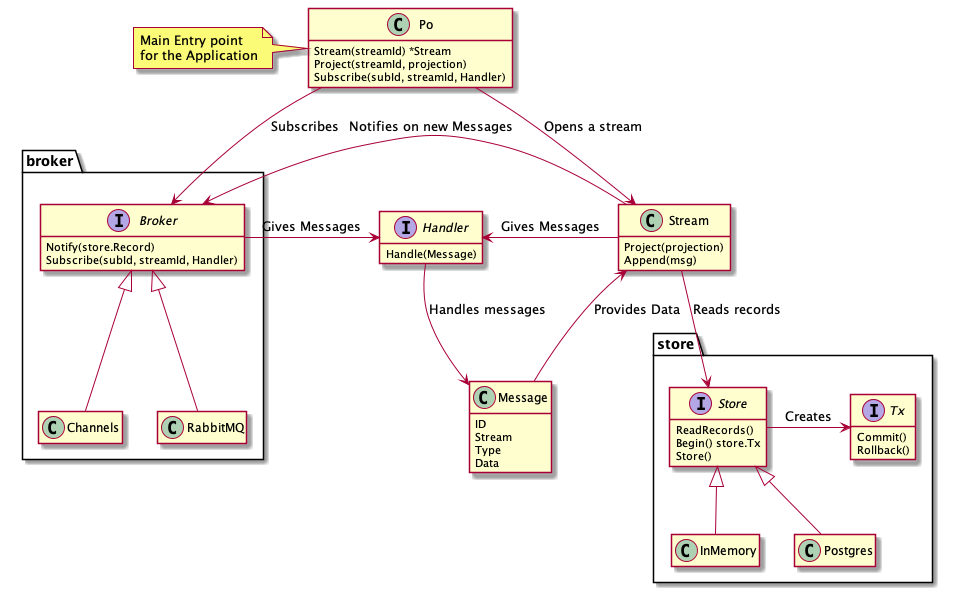 C Po
Stream(streamId) *Stream
Project(streamId, projection)
Subscribe(subId, streamId, Handler)
Main Entry point
for the Application
Subscribes
Notifies on new Messages
Opens a stream
broker
I Broker
Notify(store.Record)
Subscribe(subId, streamId, Handler)
Gives Messages
I Handler
Handle(Message)
Gives Messages
C Stream
Project(projection)
Append(msg)
Handles messages
Provides Data
Reads records
C Channels
C RabbitMQ
C Message
ID
Stream
Type
Data
store
I Store
ReadRecords()
Begin() store.Tx
Store()
Creates
I Tx
Commit()
Rollback()
C InMemory
C Postgres